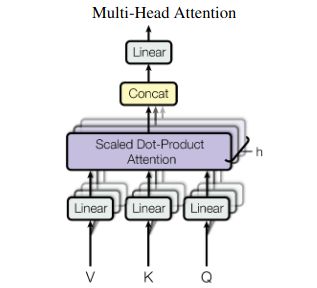 Multi-Head Attention
Linear
Concat
Scaled Dot-Product
Attention
h
Linear Linear Linear
V K Q